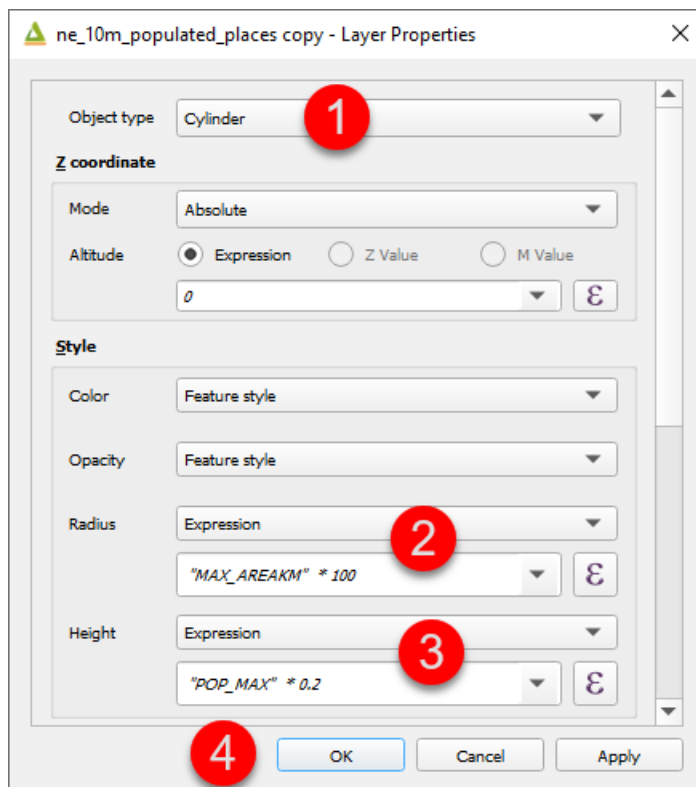 ne_10m_populated_places copy - Layer Properties
Object type Cylinder 1
Z coordinate
Mode Absolute
Altitude Expression Z Value M Value
0 ε
Style
Color Feature style
Opacity Feature style
Radius Expression 2
"MAX_AREAKM" * 100 ε
Height Expression 3
"POP_MAX" * 0.2 ε
4 OK Cancel Apply